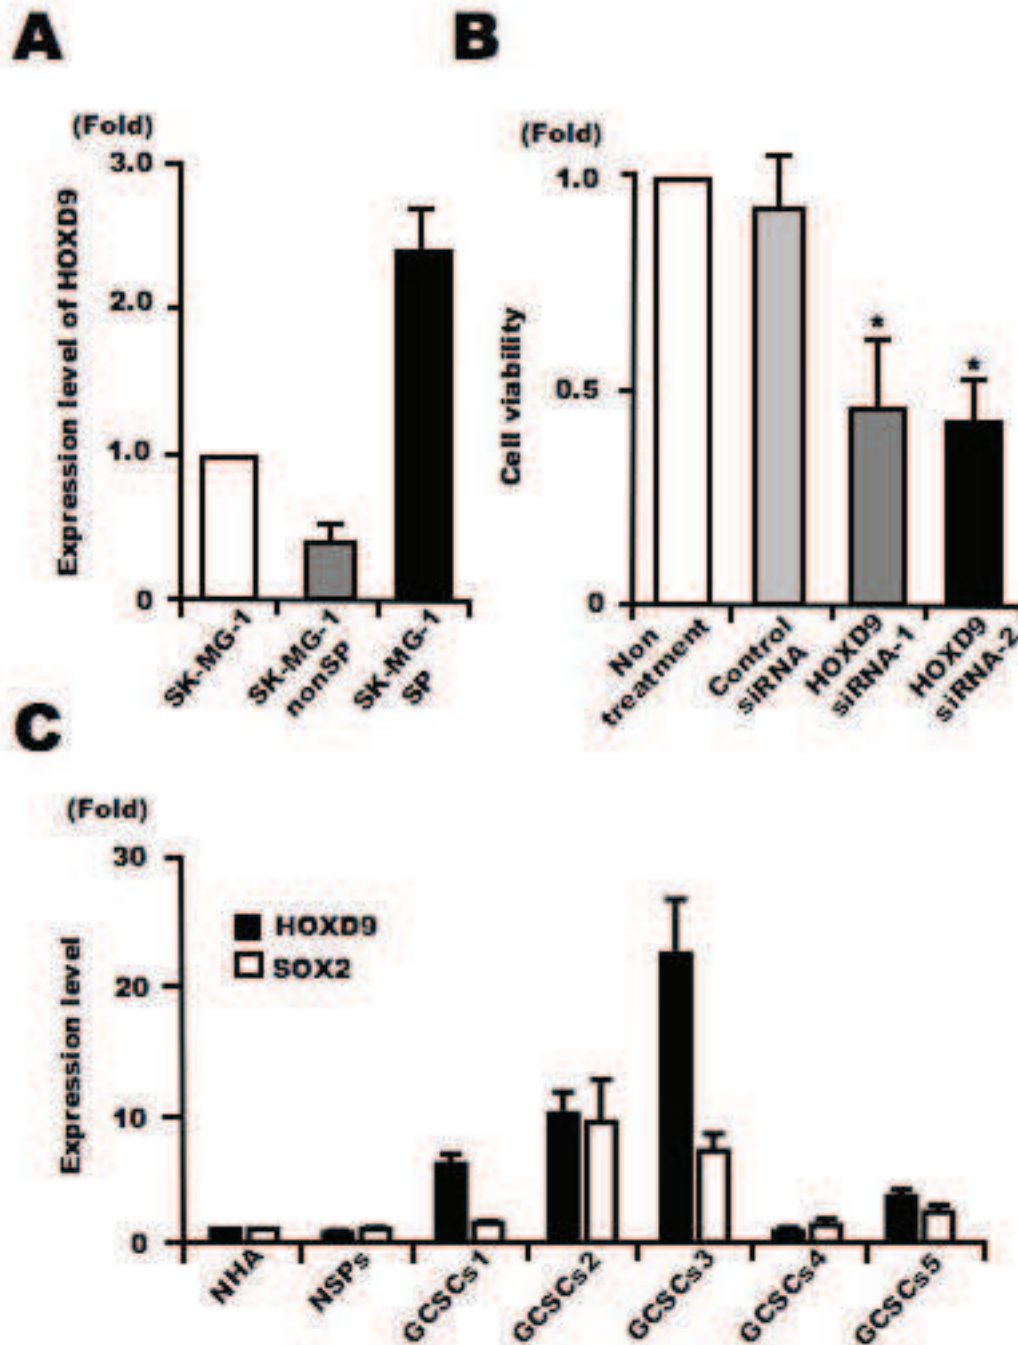 A
(Fold)
Expression level of HOXD9
3.0
2.0
1.0
0
SK-MG-1
SK-MG-1
nonSP
SK-MG-1
SP
B
(Fold)
Cell viability
1.0
0.5
0
*
*
Non
treatment
Control
siRNA
HOXD9
siRNA-1
HOXD9
siRNA-2
C
(Fold)
Expression level
30
20
10
0
HOXD9
SOX2
NHA
NSPs
GCSCs1
GCSCs2
GCSCs3
GCSCs4
GCSCs5